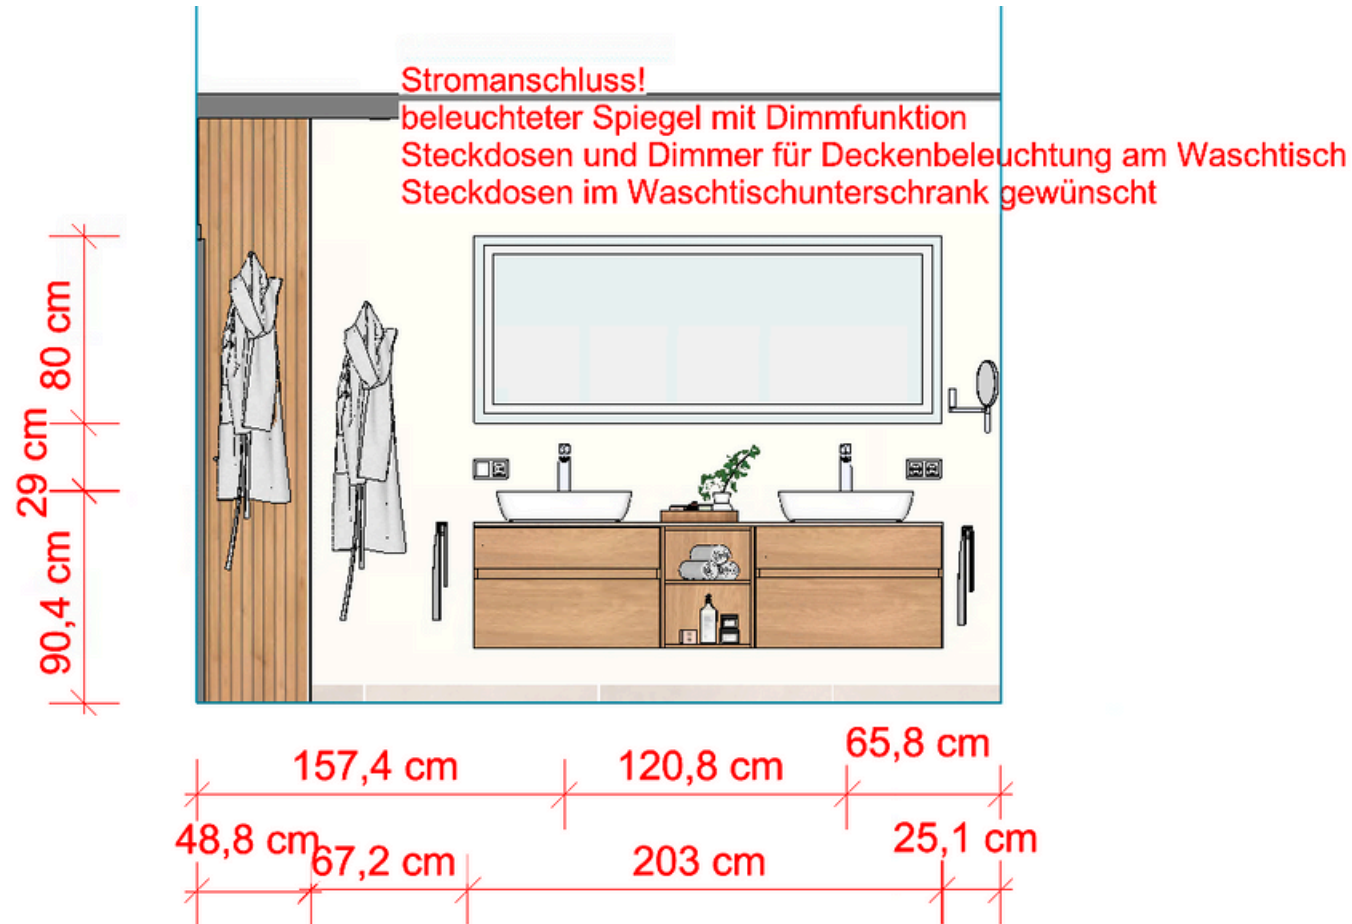 Stromanschluss!
beleuchteter Spiegel mit Dimmfunktion
Steckdosen und Dimmer für Deckenbeleuchtung am Waschtisch
Steckdosen im Waschtischunterschrank gewünscht
80 cm
29 cm
90,4 cm
157,4 cm
120,8 cm
65,8 cm
48,8 cm
67,2 cm
203 cm
25,1 cm